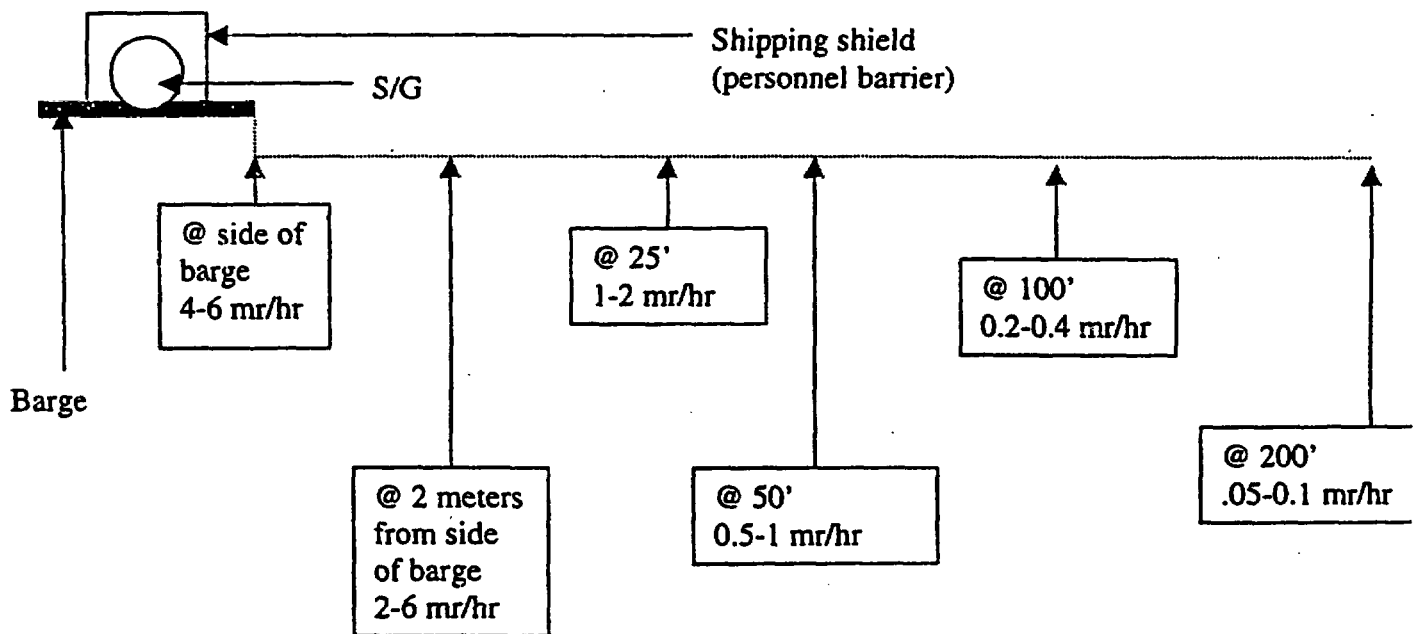 Shipping shield
(personnel barrier)
S/G
@ side of
barge
4-6 mr/hr
@ 25'
1-2 mr/hr
@ 100'
0.2-0.4 mr/hr
Barge
@ 2 meters
from side
of barge
2-6 mr/hr
@ 50'
0.5-1 mr/hr
@ 200'
.05-0.1 mr/hr